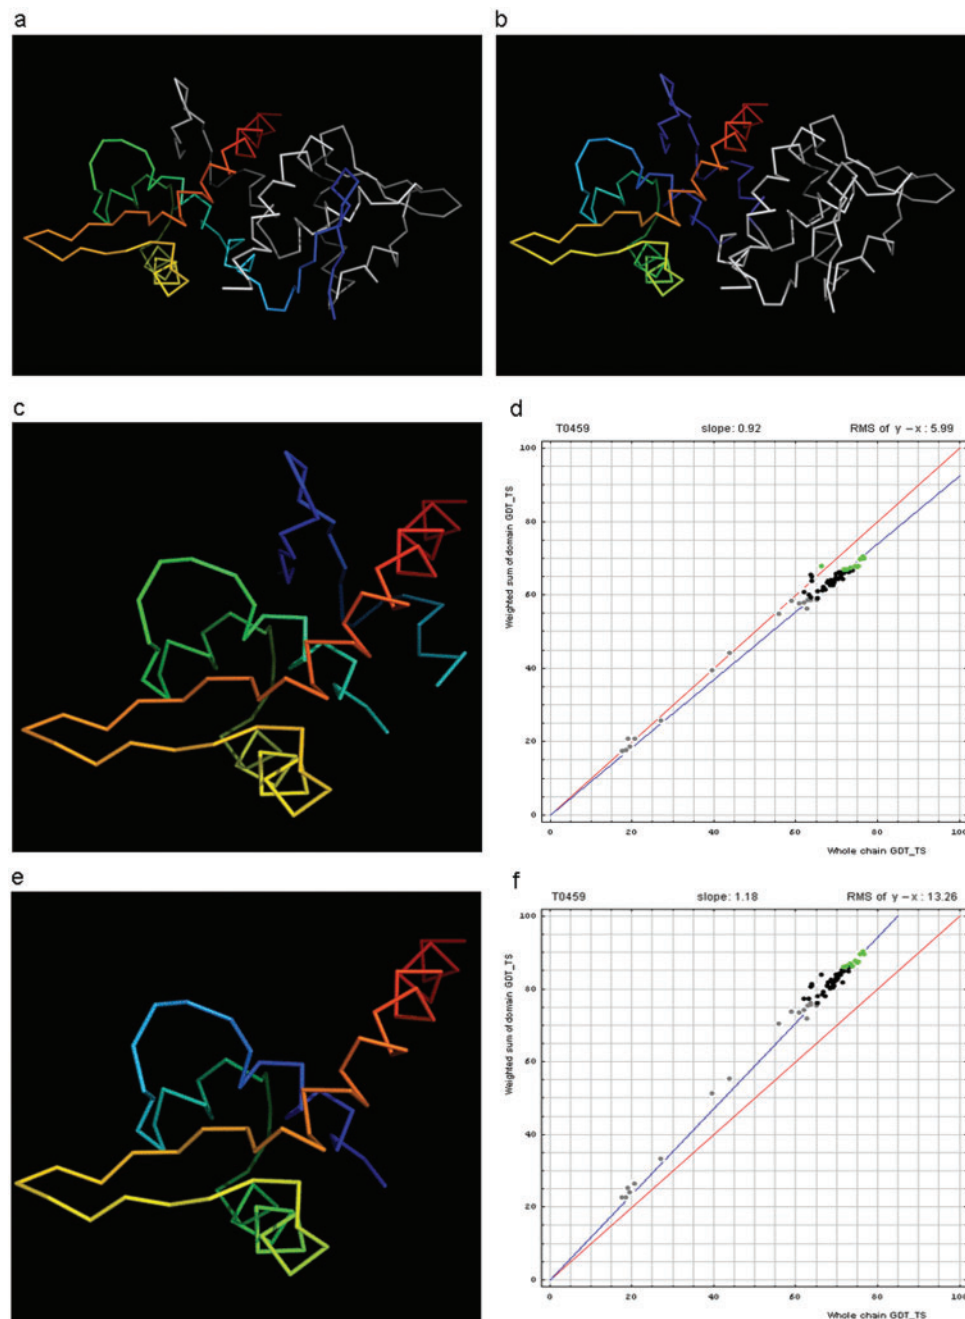 a
b
c
d
T0459 slope: 0.92 RMS of y-x: 5.99
Weighted sum of domain GDT_TS
100
80
60
40
20
0
0 20 40 60 80 100
Whole chain GDT_TS
e
f
T0459 slope: 1.18 RMS of y-x: 13.26
Weighted sum of domain GDT_TS
100
80
60
40
20
0
0 20 40 60 80 100
Whole chain GDT_TS